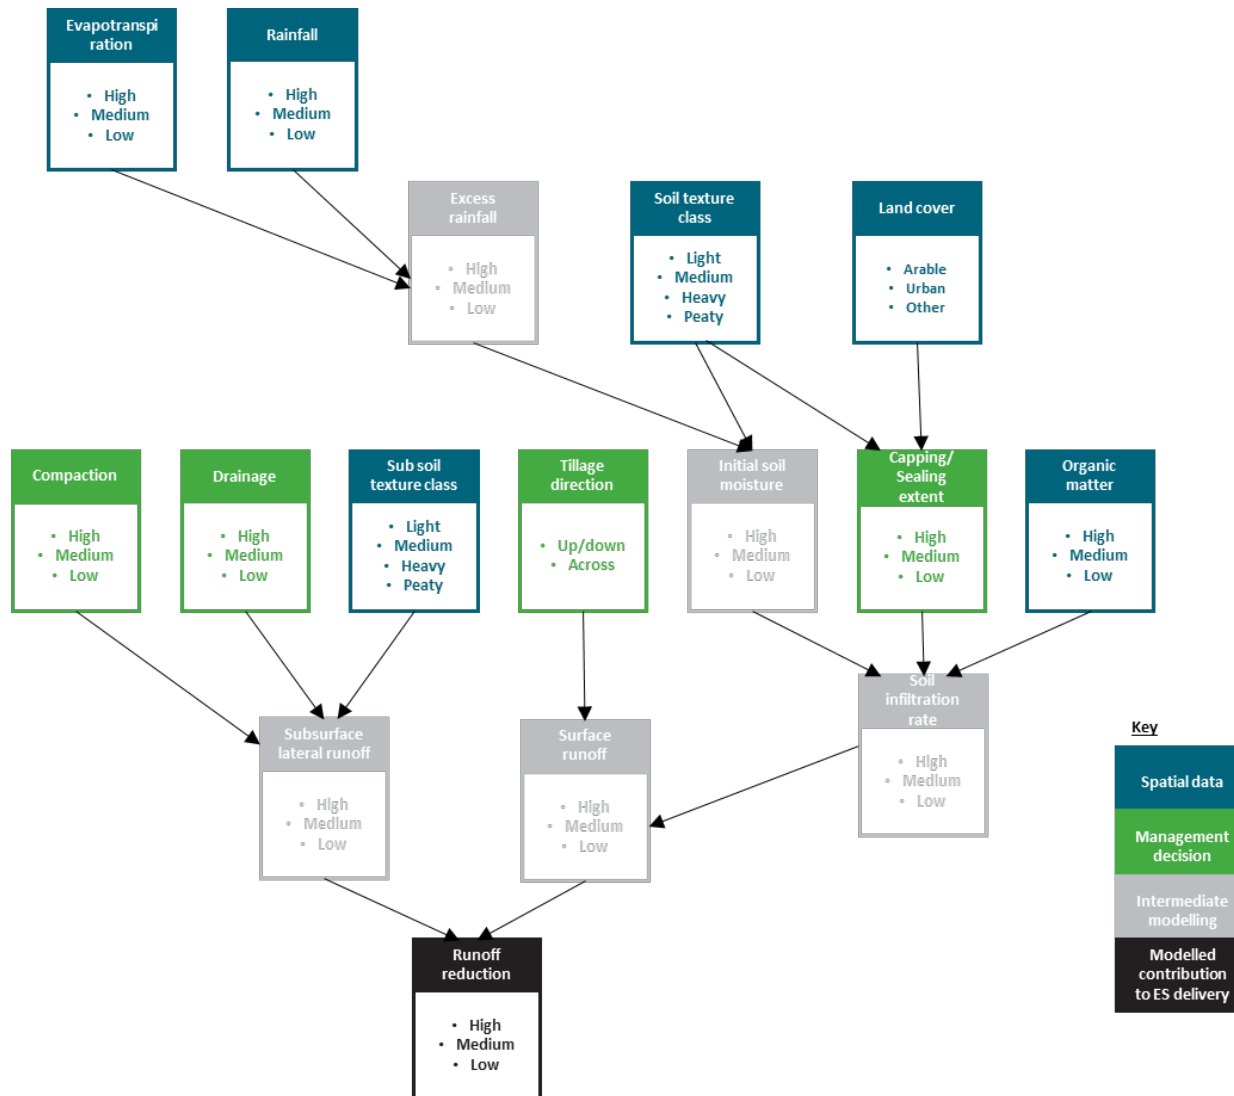 Evapotranspi
ration
• High
• Medium
• Low
Rainfall
• High
• Medium
• Low
Excess
rainfall
• High
• Medium
• Low
Soil texture
class
• Light
• Medium
• Heavy
• Peaty
Land cover
• Arable
• Urban
• Other
Compaction
• High
• Medium
• Low
Drainage
• High
• Medium
• Low
Sub soil
texture class
• Light
• Medium
• Heavy
• Peaty
Tillage
direction
• Up/down
• Across
Initial soil
moisture
• High
• Medium
• Low
Capping/
Sealing
extent
• High
• Medium
• Low
Organic
matter
• High
• Medium
• Low
Subsurface
lateral runoff
• High
• Medium
• Low
Surface
runoff
• High
• Medium
• Low
Soil
infiltration
rate
• High
• Medium
• Low
Runoff
reduction
• High
• Medium
• Low
Key
Spatial data
Management
decision
Intermediate
modelling
Modelled
contribution
to ES delivery